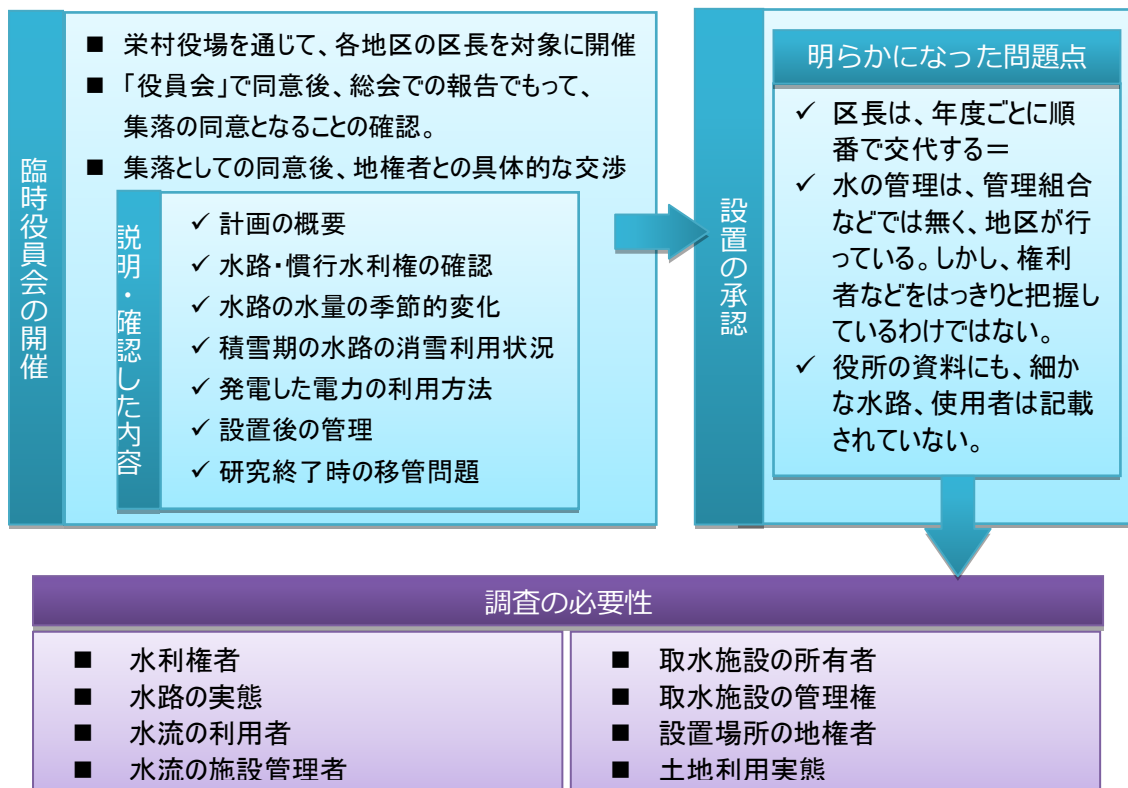 臨時役員会の開催
■ 栄村役場を通じて、各地区の区長を対象に開催
■ 「役員会」で同意後、総会での報告でもって、
集落の同意となることの確認。
■ 集落としての同意後、地権者との具体的な交渉
説明・確認した内容
✓ 計画の概要
✓ 水路・慣行水利権の確認
✓ 水路の水量の季節的変化
✓ 積雪期の水路の消雪利用状況
✓ 発電した電力の利用方法
✓ 設置後の管理
✓ 研究終了時の移管問題
設置の承認
明らかになった問題点
✓ 区長は、年度ごとに順
番で交代する＝
✓ 水の管理は、管理組合
などでは無く、地区が行
っている。しかし、権利
者などをはっきりと把握し
ているわけではない。
✓ 役所の資料にも、細か
な水路、使用者は記載
されていない。
調査の必要性
■ 水利権者
■ 水路の実態
■ 水流の利用者
■ 水流の施設管理者
■ 取水施設の所有者
■ 取水施設の管理権
■ 設置場所の地権者
■ 土地利用実態